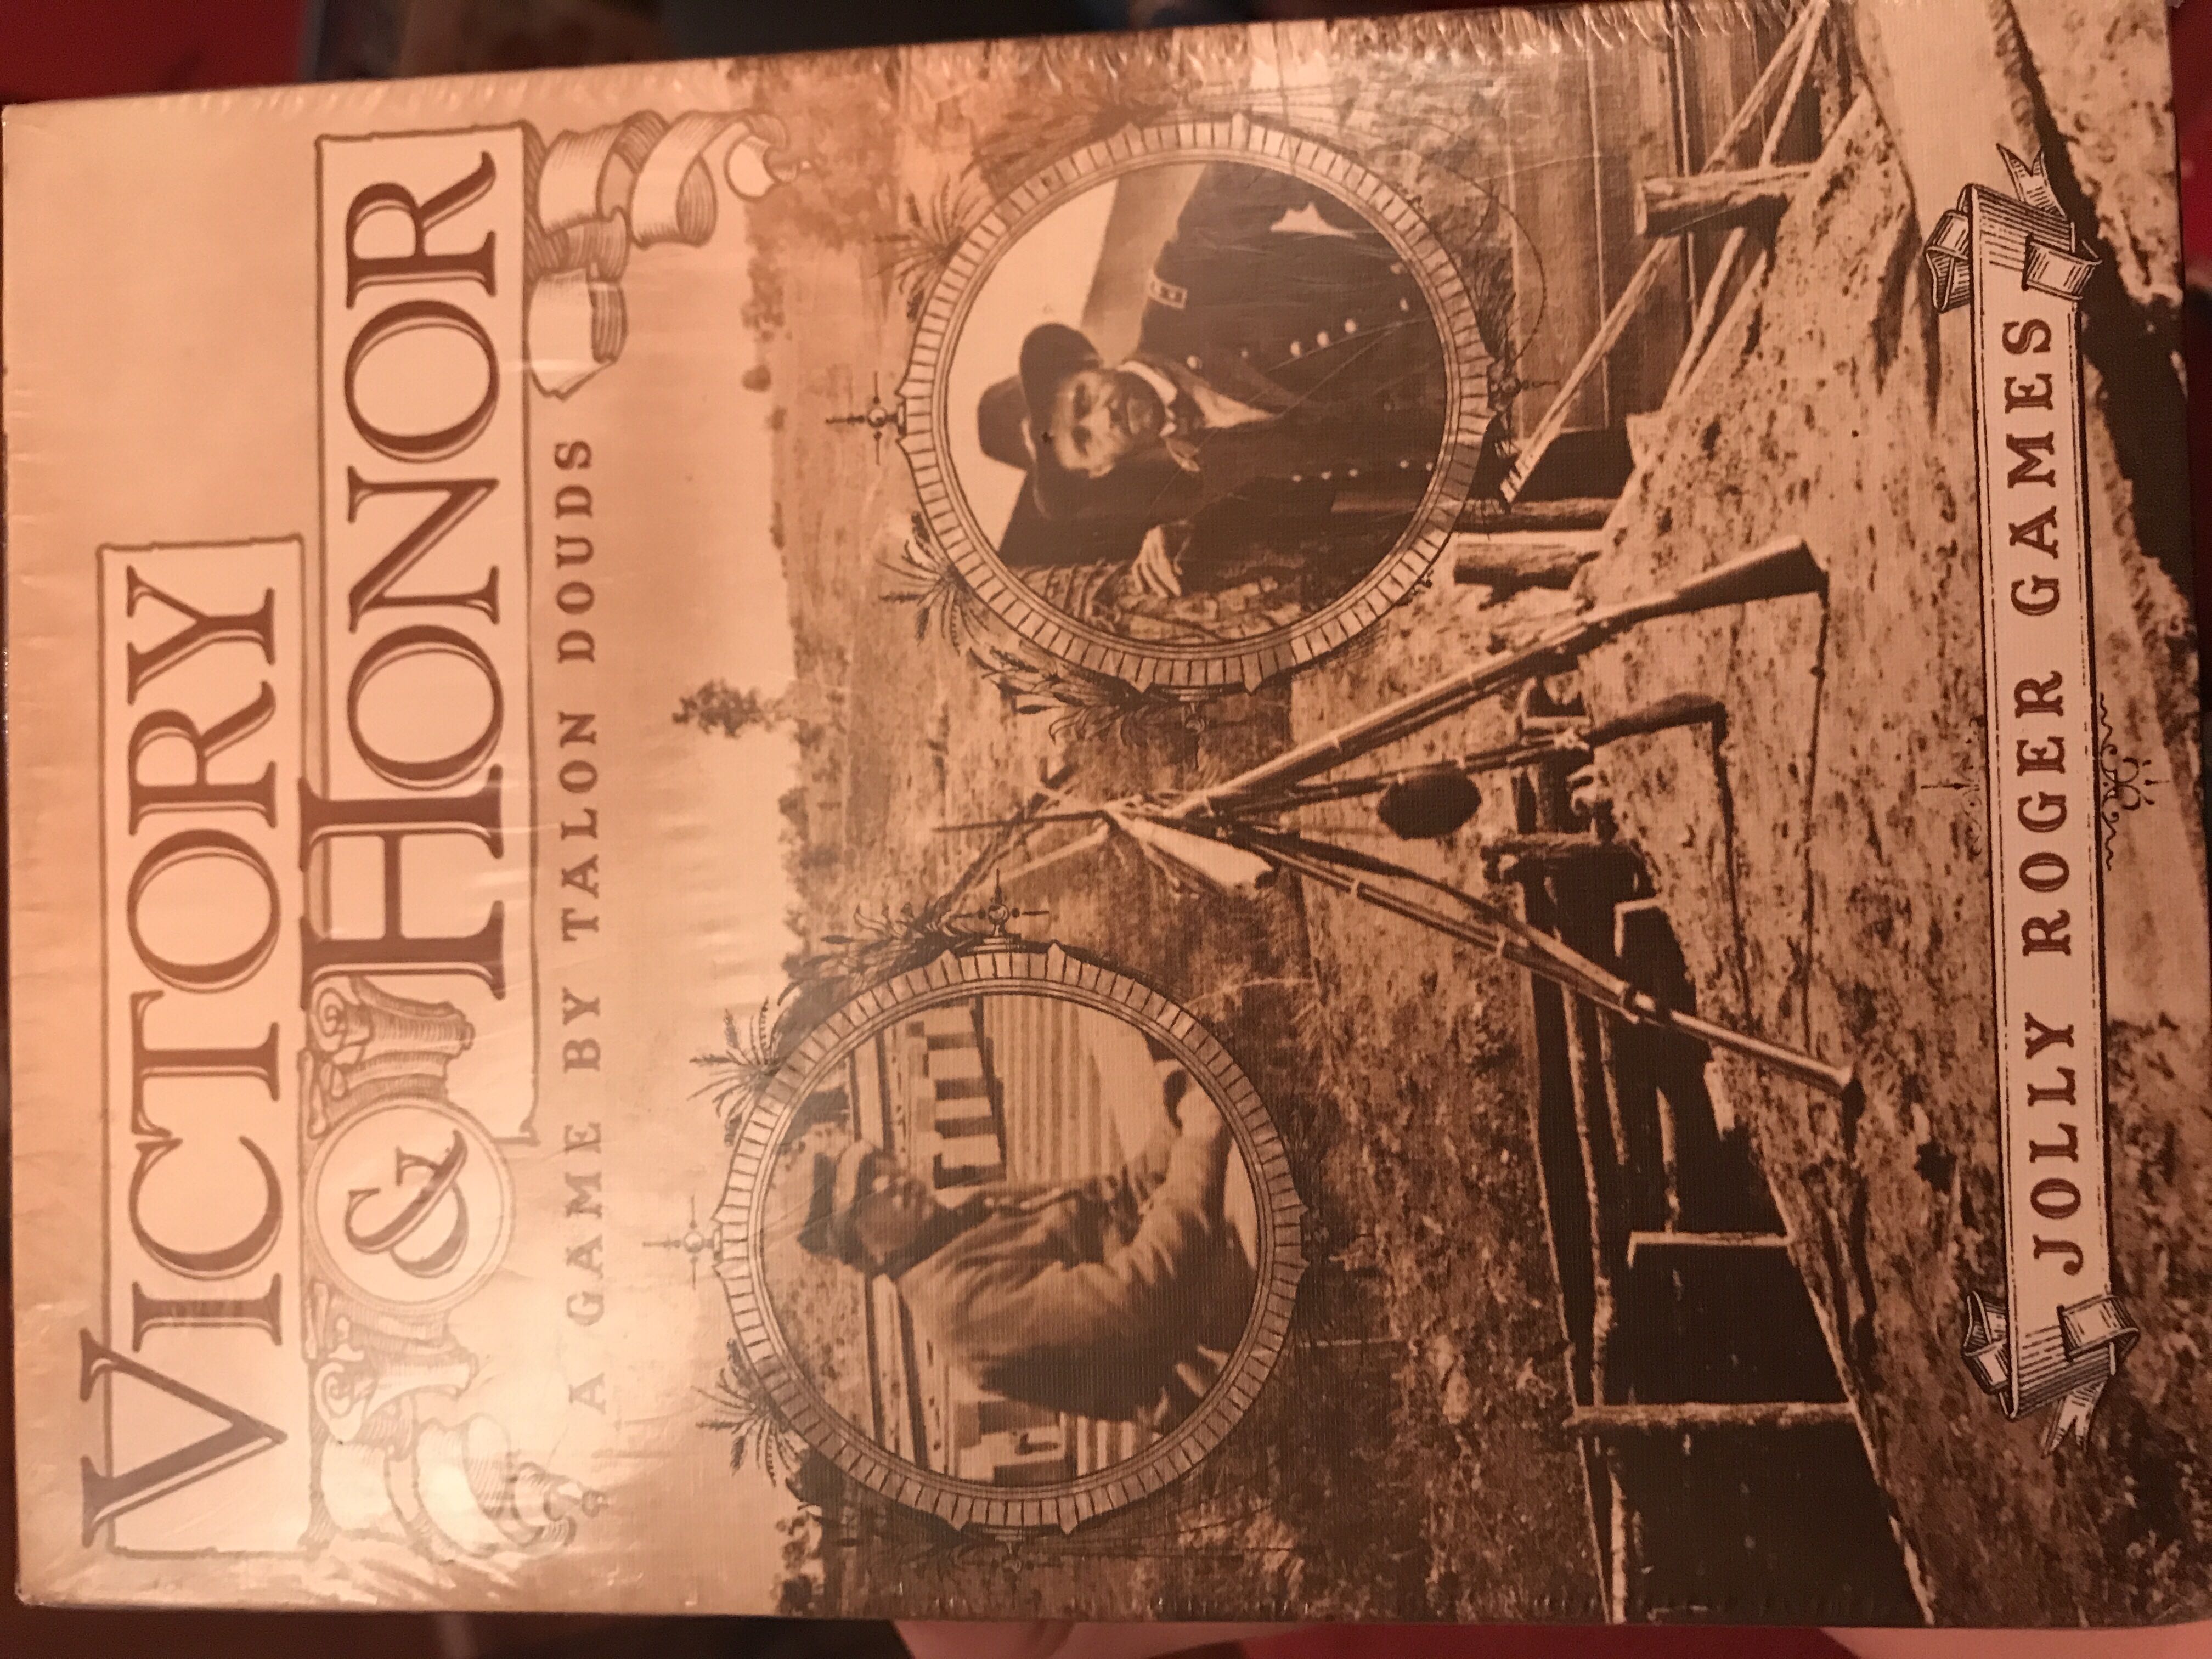 VICTORY
& HONOR
A GAME BY TALON DOUDS
JOLLY ROGER GAMES